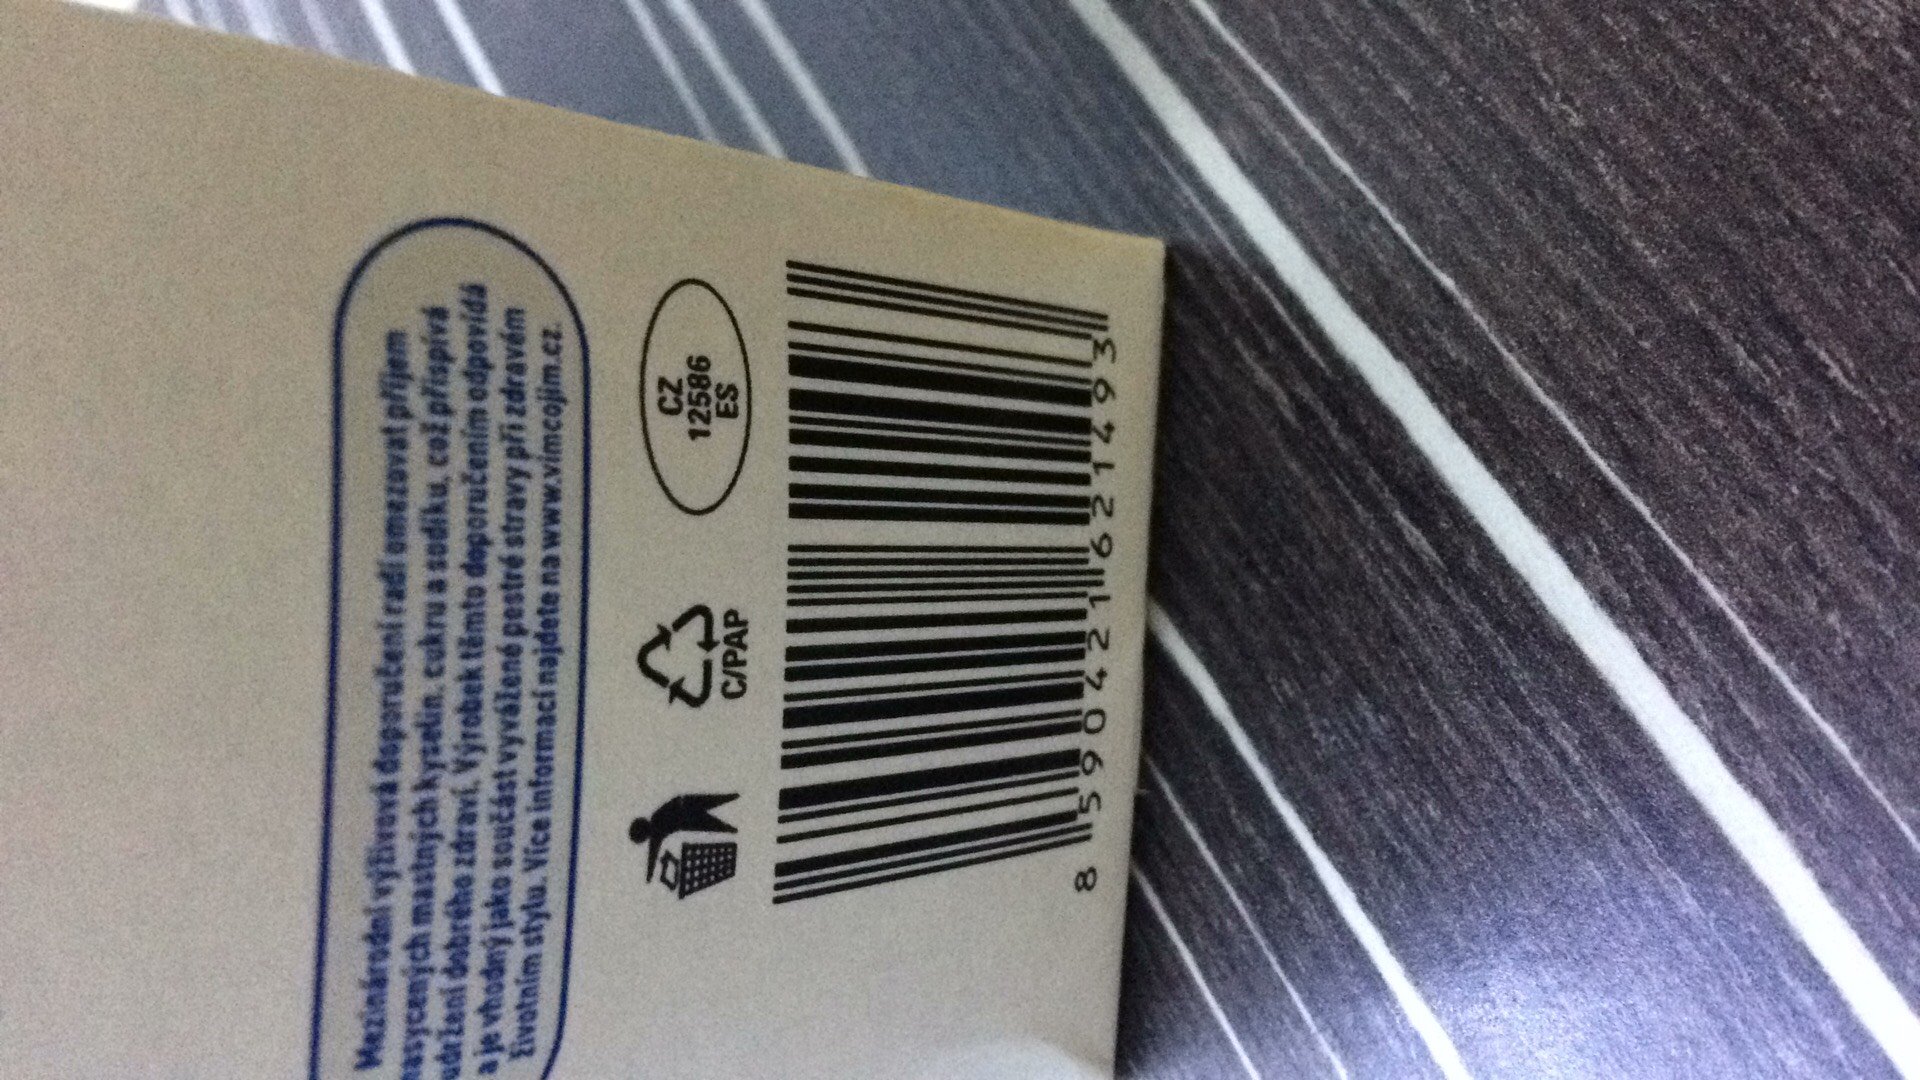 Mezinárodní výživová doporučení radí omezovat příjem
nasycených mastných kyselin, cukru a sodíku, což přispívá
udržení dobrého zdraví. Výrobek těmto doporučením odpovídá
a je vhodný jako součást vyvážené pestré stravy při zdravém
životním stylu. Více informací najdete na www.vimcojim.cz.
CZ
12586
ES
C/PAP
8 590421 621493